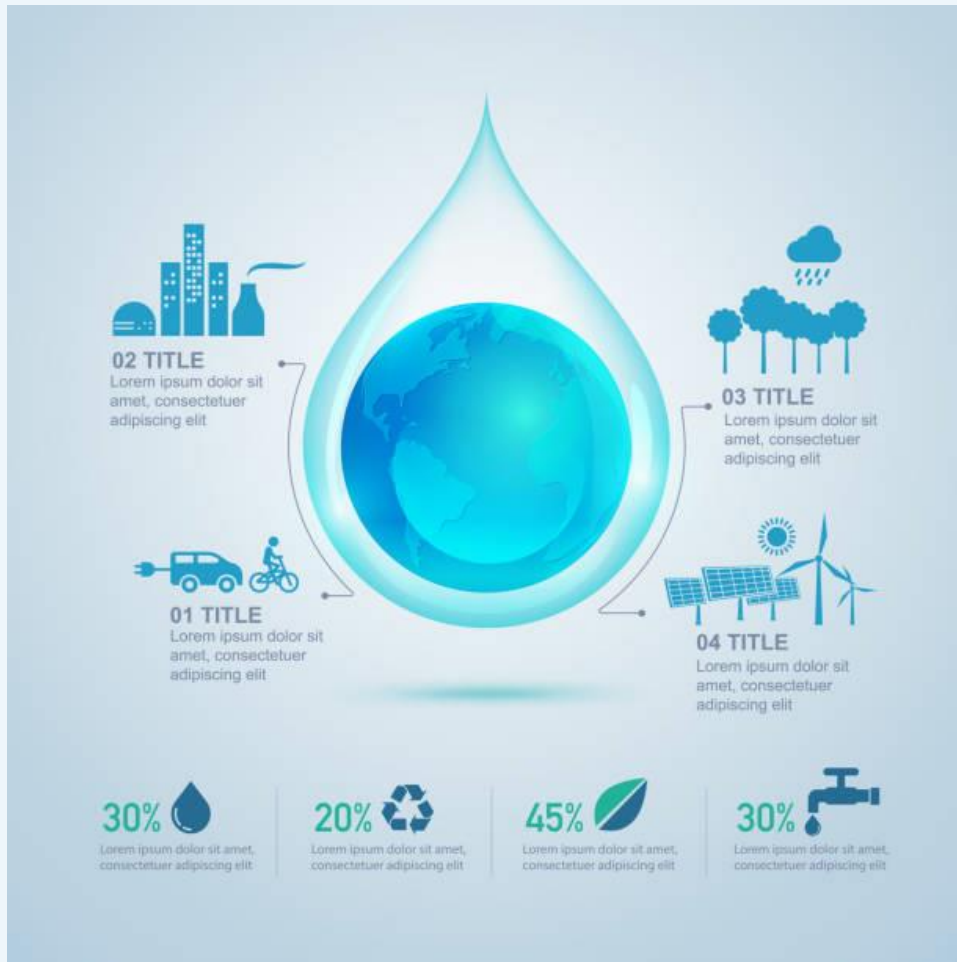 02 TITLE
Lorem ipsum dolor sit
amet, consectetuer
adipiscing elit
03 TITLE
Lorem ipsum dolor sit
amet, consectetuer
adipiscing elit
01 TITLE
Lorem ipsum dolor sit
amet, consectetuer
adipiscing elit
04 TITLE
Lorem ipsum dolor sit
amet, consectetuer
adipiscing elit
30%
Lorem ipsum dolor sit amet,
consectetuer adipiscing elit
20%
Lorem ipsum dolor sit amet,
consectetuer adipiscing elit
45%
Lorem ipsum dolor sit amet,
consectetuer adipiscing elit
30%
Lorem ipsum dolor sit amet,
consectetuer adipiscing elit